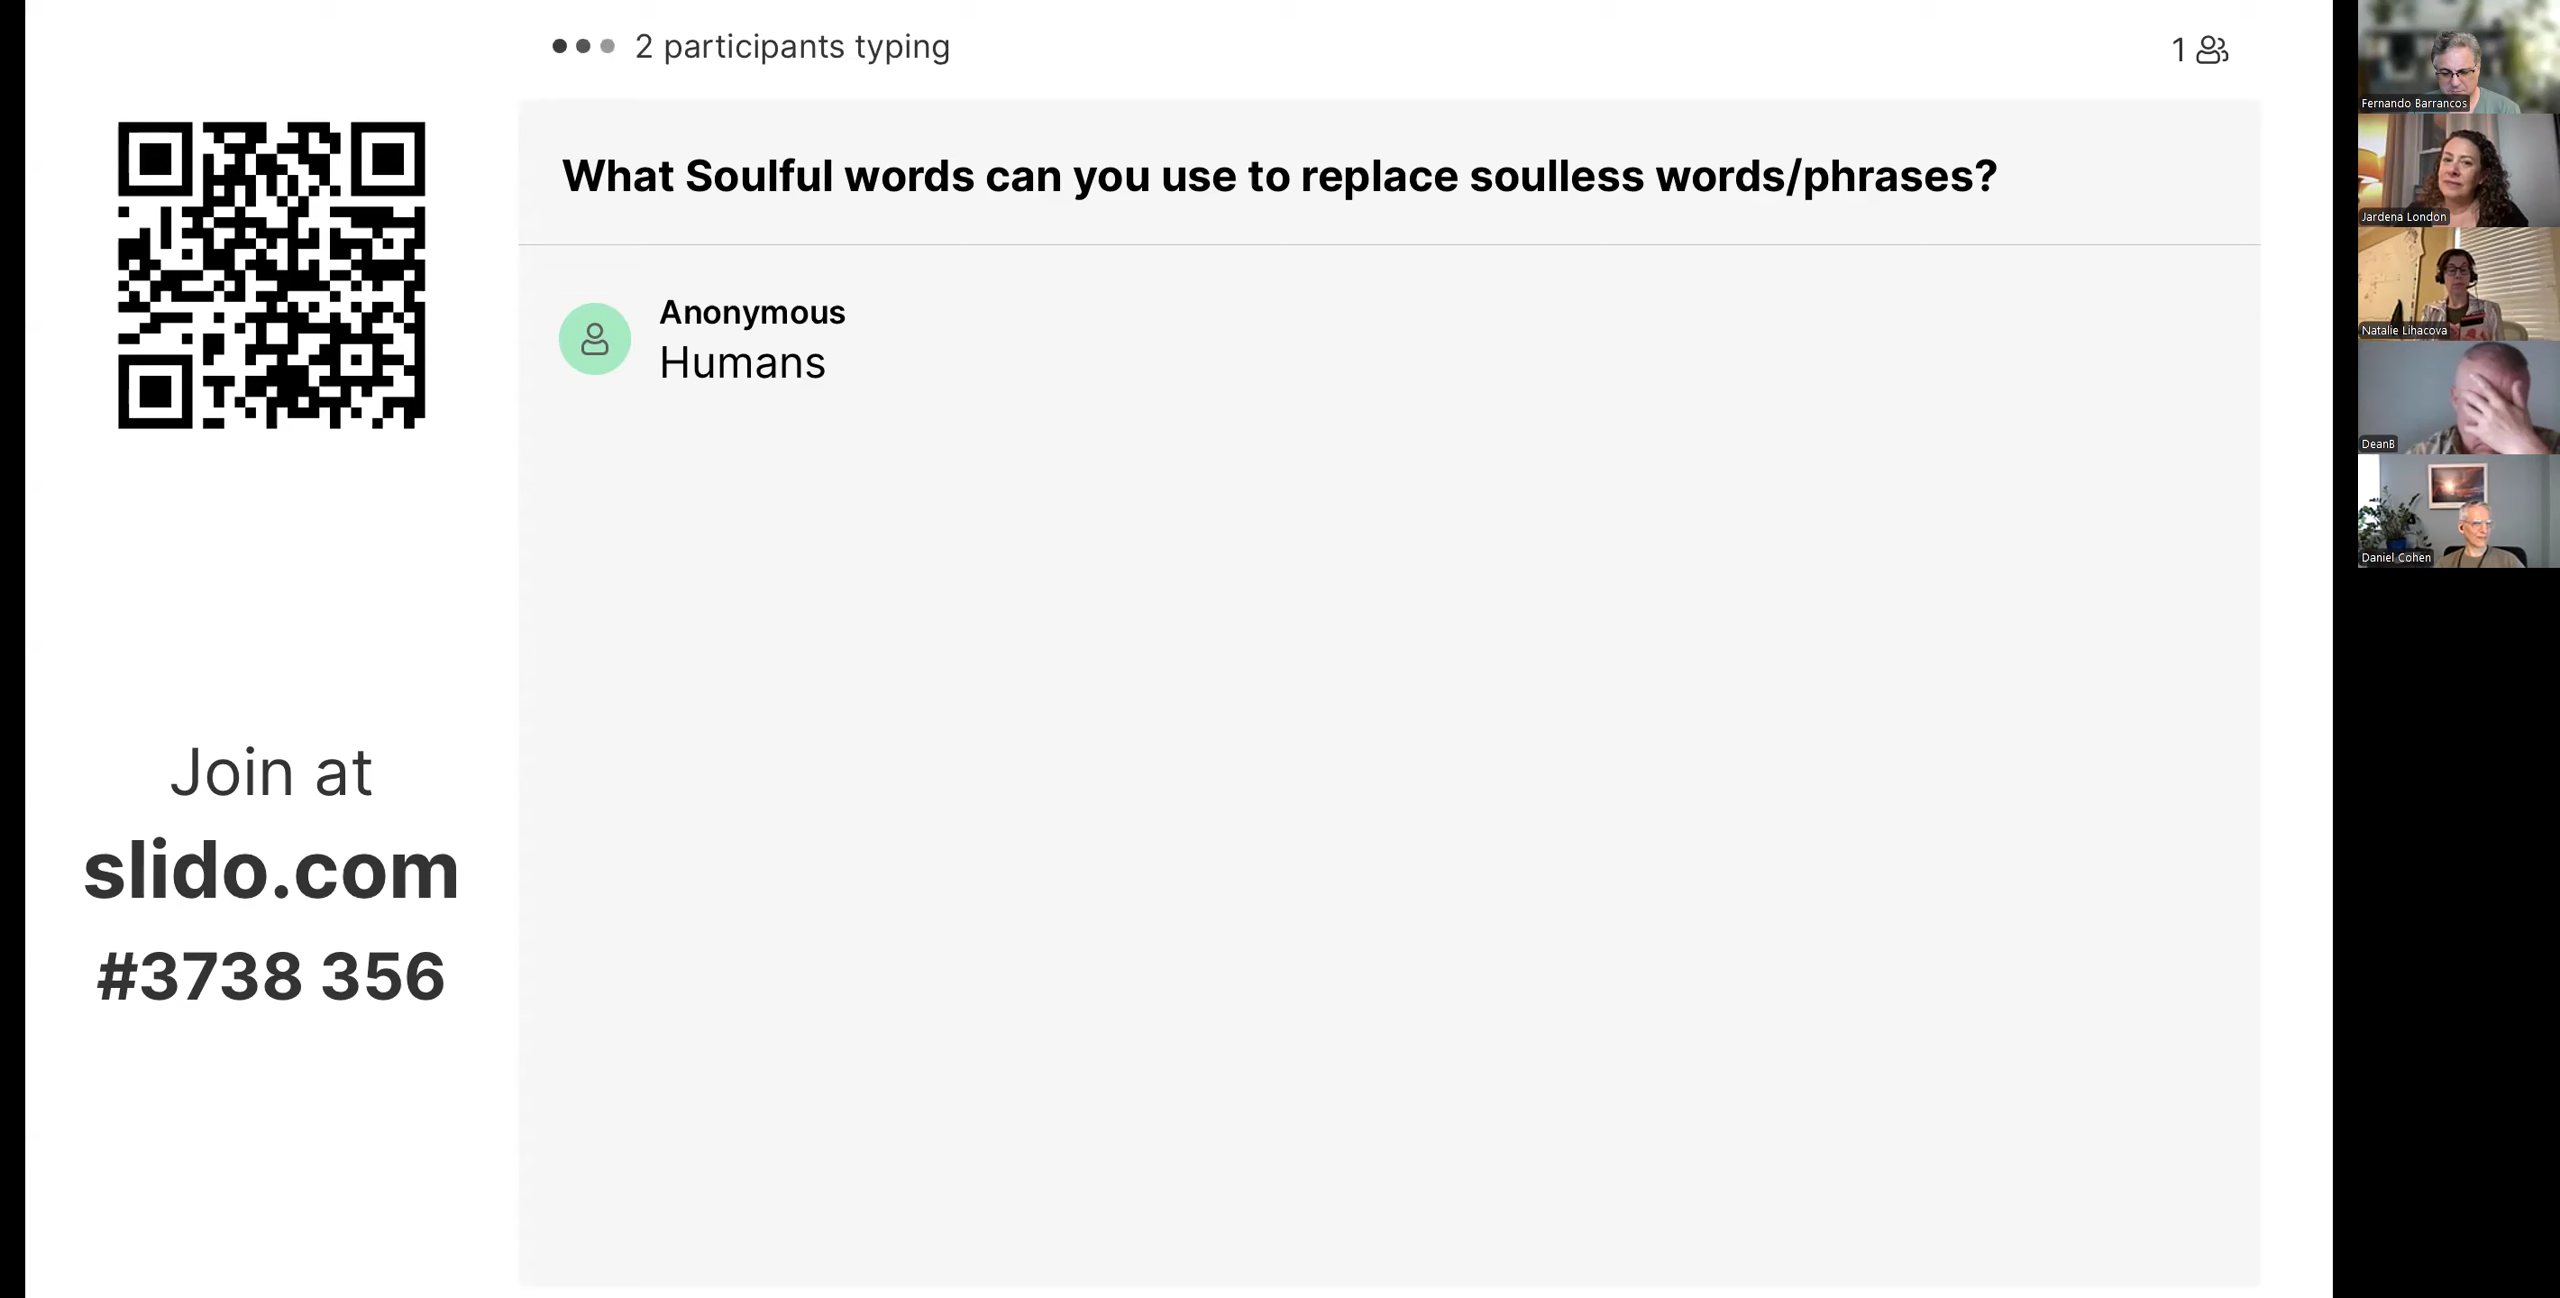 2 participants typing
1
What Soulful words can you use to replace soulless words/phrases?
Anonymous
Humans
Join at
slido.com
#3738 356
Fernando Barrancos
Jardena London
Natalie Lihacova
DeanB
Daniel Cohen